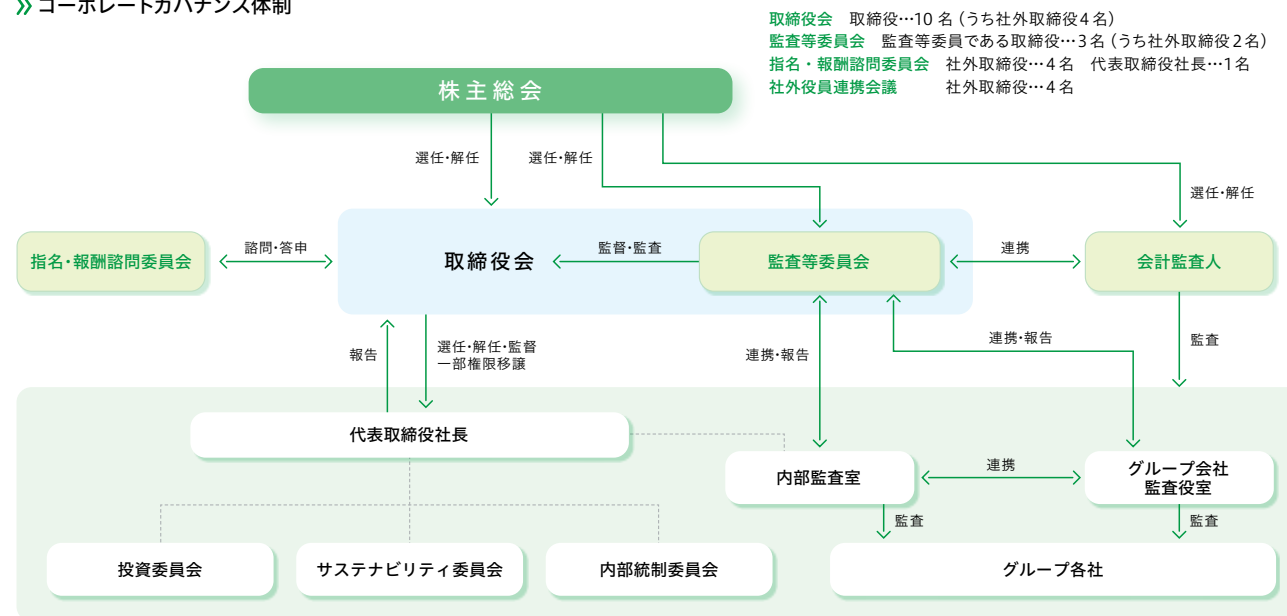 》 コーポレートガバナンス体制
取締役会　取締役…10 名（うち社外取締役4名）
監査等委員会　監査等委員である取締役…3名（うち社外取締役2名）
指名・報酬諮問委員会　社外取締役…4名　代表取締役社長…1名
社外役員連携会議　社外取締役…4名
株主総会
選任・解任
選任・解任
選任・解任
指名・報酬諮問委員会
諮問・答申
取締役会
監督・監査
監査等委員会
連携
会計監査人
報告
選任・解任・監督
一部権限移譲
連携・報告
連携・報告
監査
代表取締役社長
内部監査室
連携
グループ会社
監査役室
監査
監査
投資委員会
サステナビリティ委員会
内部統制委員会
グループ各社